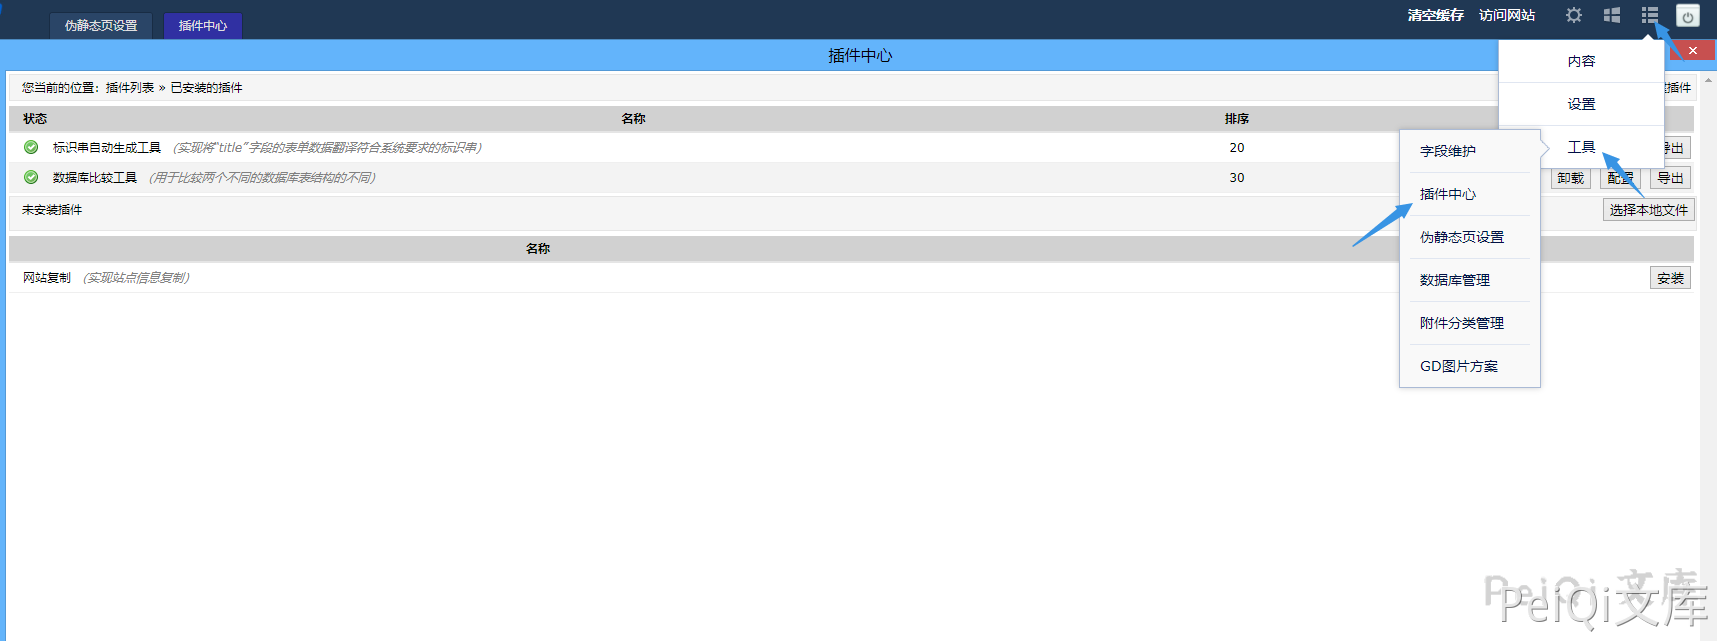 伪静态页设置 插件中心 清空缓存 访问网站
插件中心
您当前的位置：插件列表 » 已安装的插件 插件
状态 名称 排序
标识串自动生成工具 (实现将“title”字段的表单数据翻译符合系统要求的标识串) 20 导出
数据库比较工具 (用于比较两个不同的数据库表结构的不同) 30 卸载 配置 导出
未安装插件 选择本地文件
名称
网站复制 (实现站点信息复制) 安装
内容
设置
工具
字段维护
插件中心
伪静态页设置
数据库管理
附件分类管理
GD图片方案
PeiQi 文库
PeiQi文库